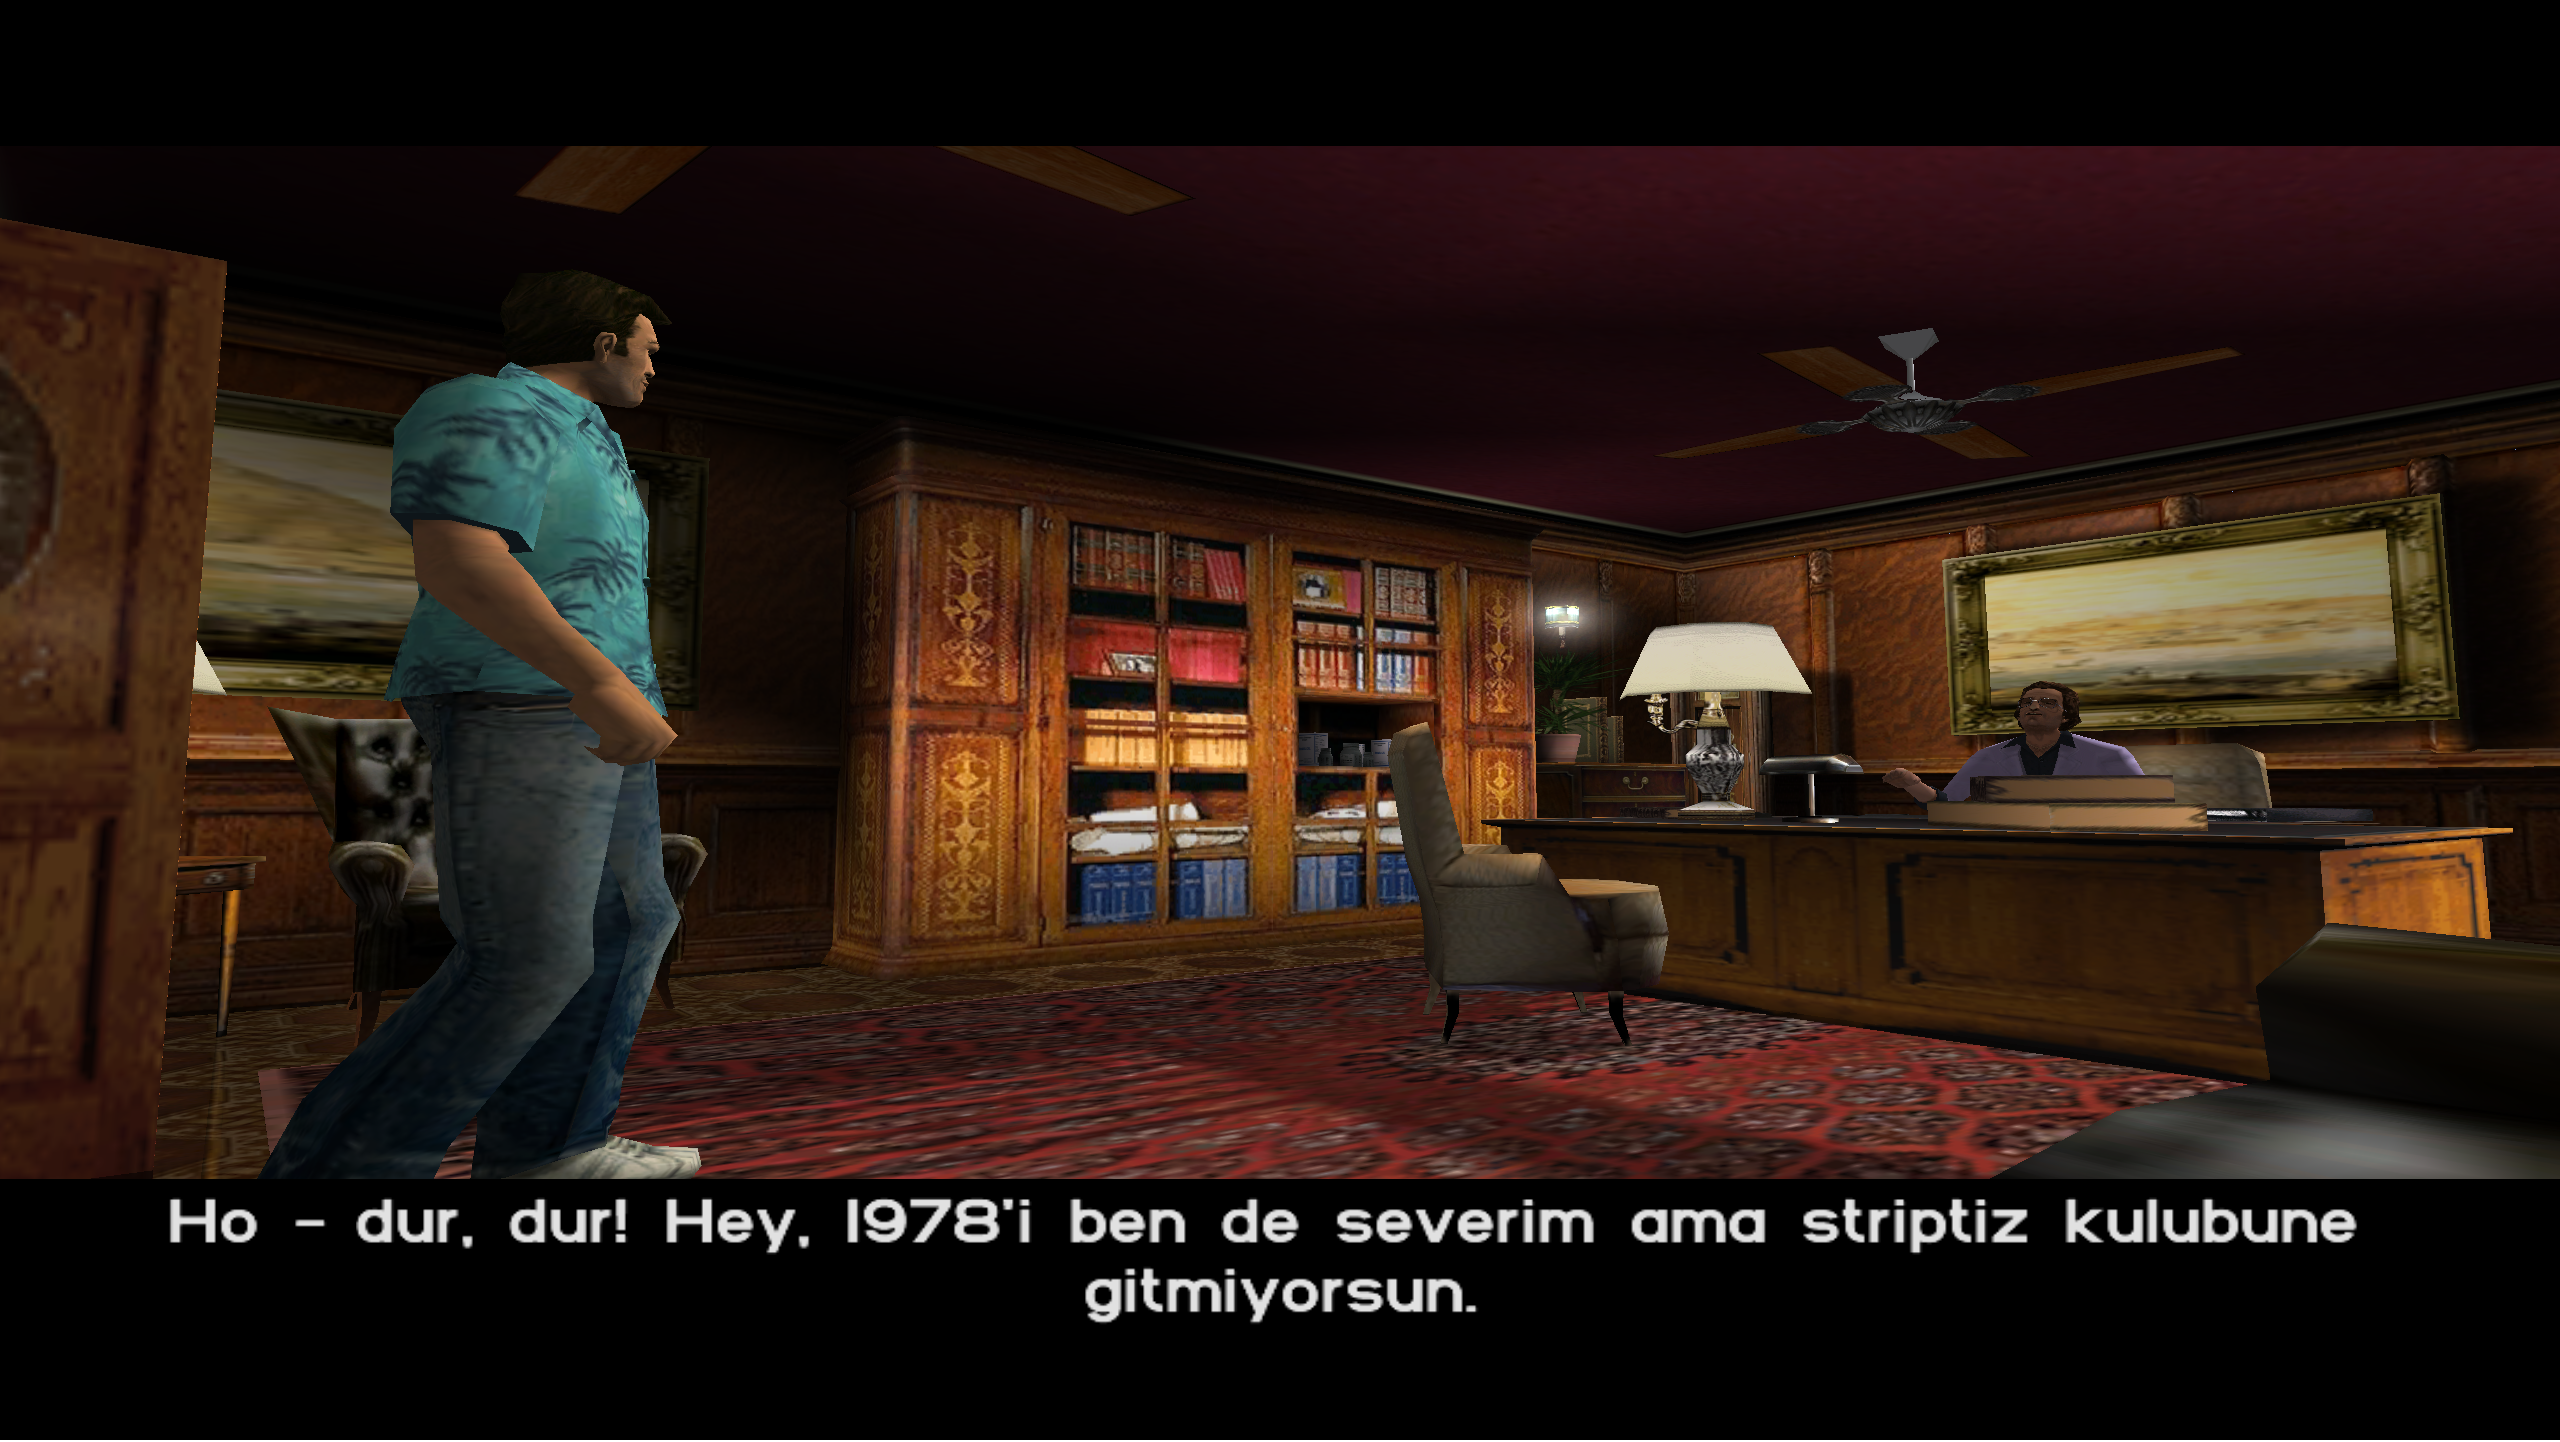 Ho - dur, dur! Hey, 1978'i ben de severim ama striptiz kulubune
gitmiyorsun.